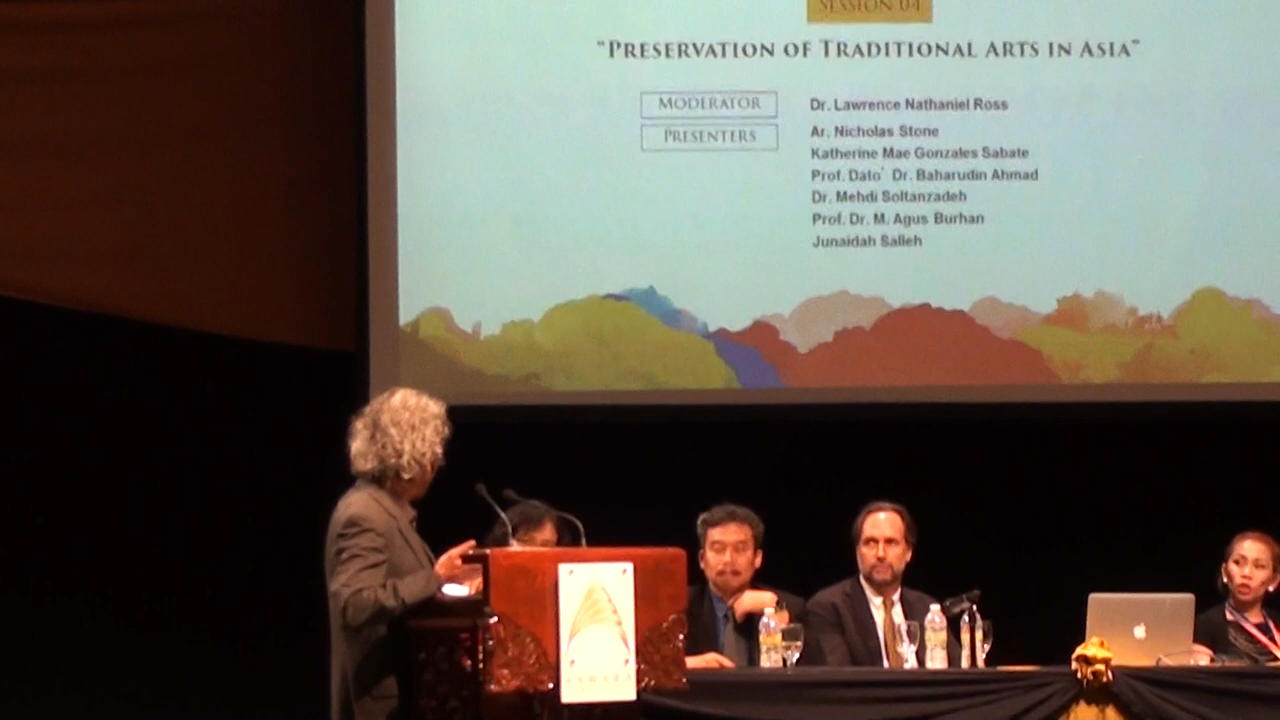 SESSION 04
"PRESERVATION OF TRADITIONAL ARTS IN ASIA"
MODERATOR Dr. Lawrence Nathaniel Ross
PRESENTERS Ar. Nicholas Stone
Katherine Mae Gonzales Sabate
Prof. Dato' Dr. Baharudin Ahmad
Dr. Mehdi Soltanzadeh
Prof. Dr. M. Agus Burhan
Junaidah Salleh
ASWARA